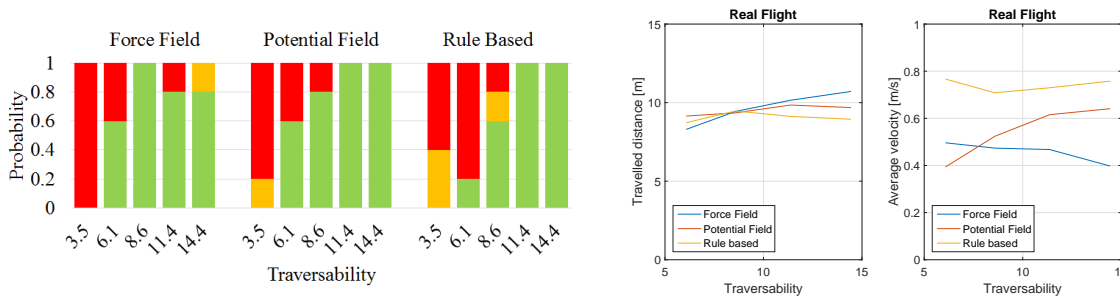 Force Field
Potential Field
Rule Based
Probability
1
0.8
0.6
0.4
0.2
0
3.5 6.1 8.6 11.4 14.4
3.5 6.1 8.6 11.4 14.4
3.5 6.1 8.6 11.4 14.4
Traversability
Real Flight
Travelled distance [m]
15
10
5
0
Force Field
Potential Field
Rule based
5 10 15
Traversability
Real Flight
Average velocity [m/s]
1
0.8
0.6
0.4
0.2
0
Force Field
Potential Field
Rule based
5 10
Traversability